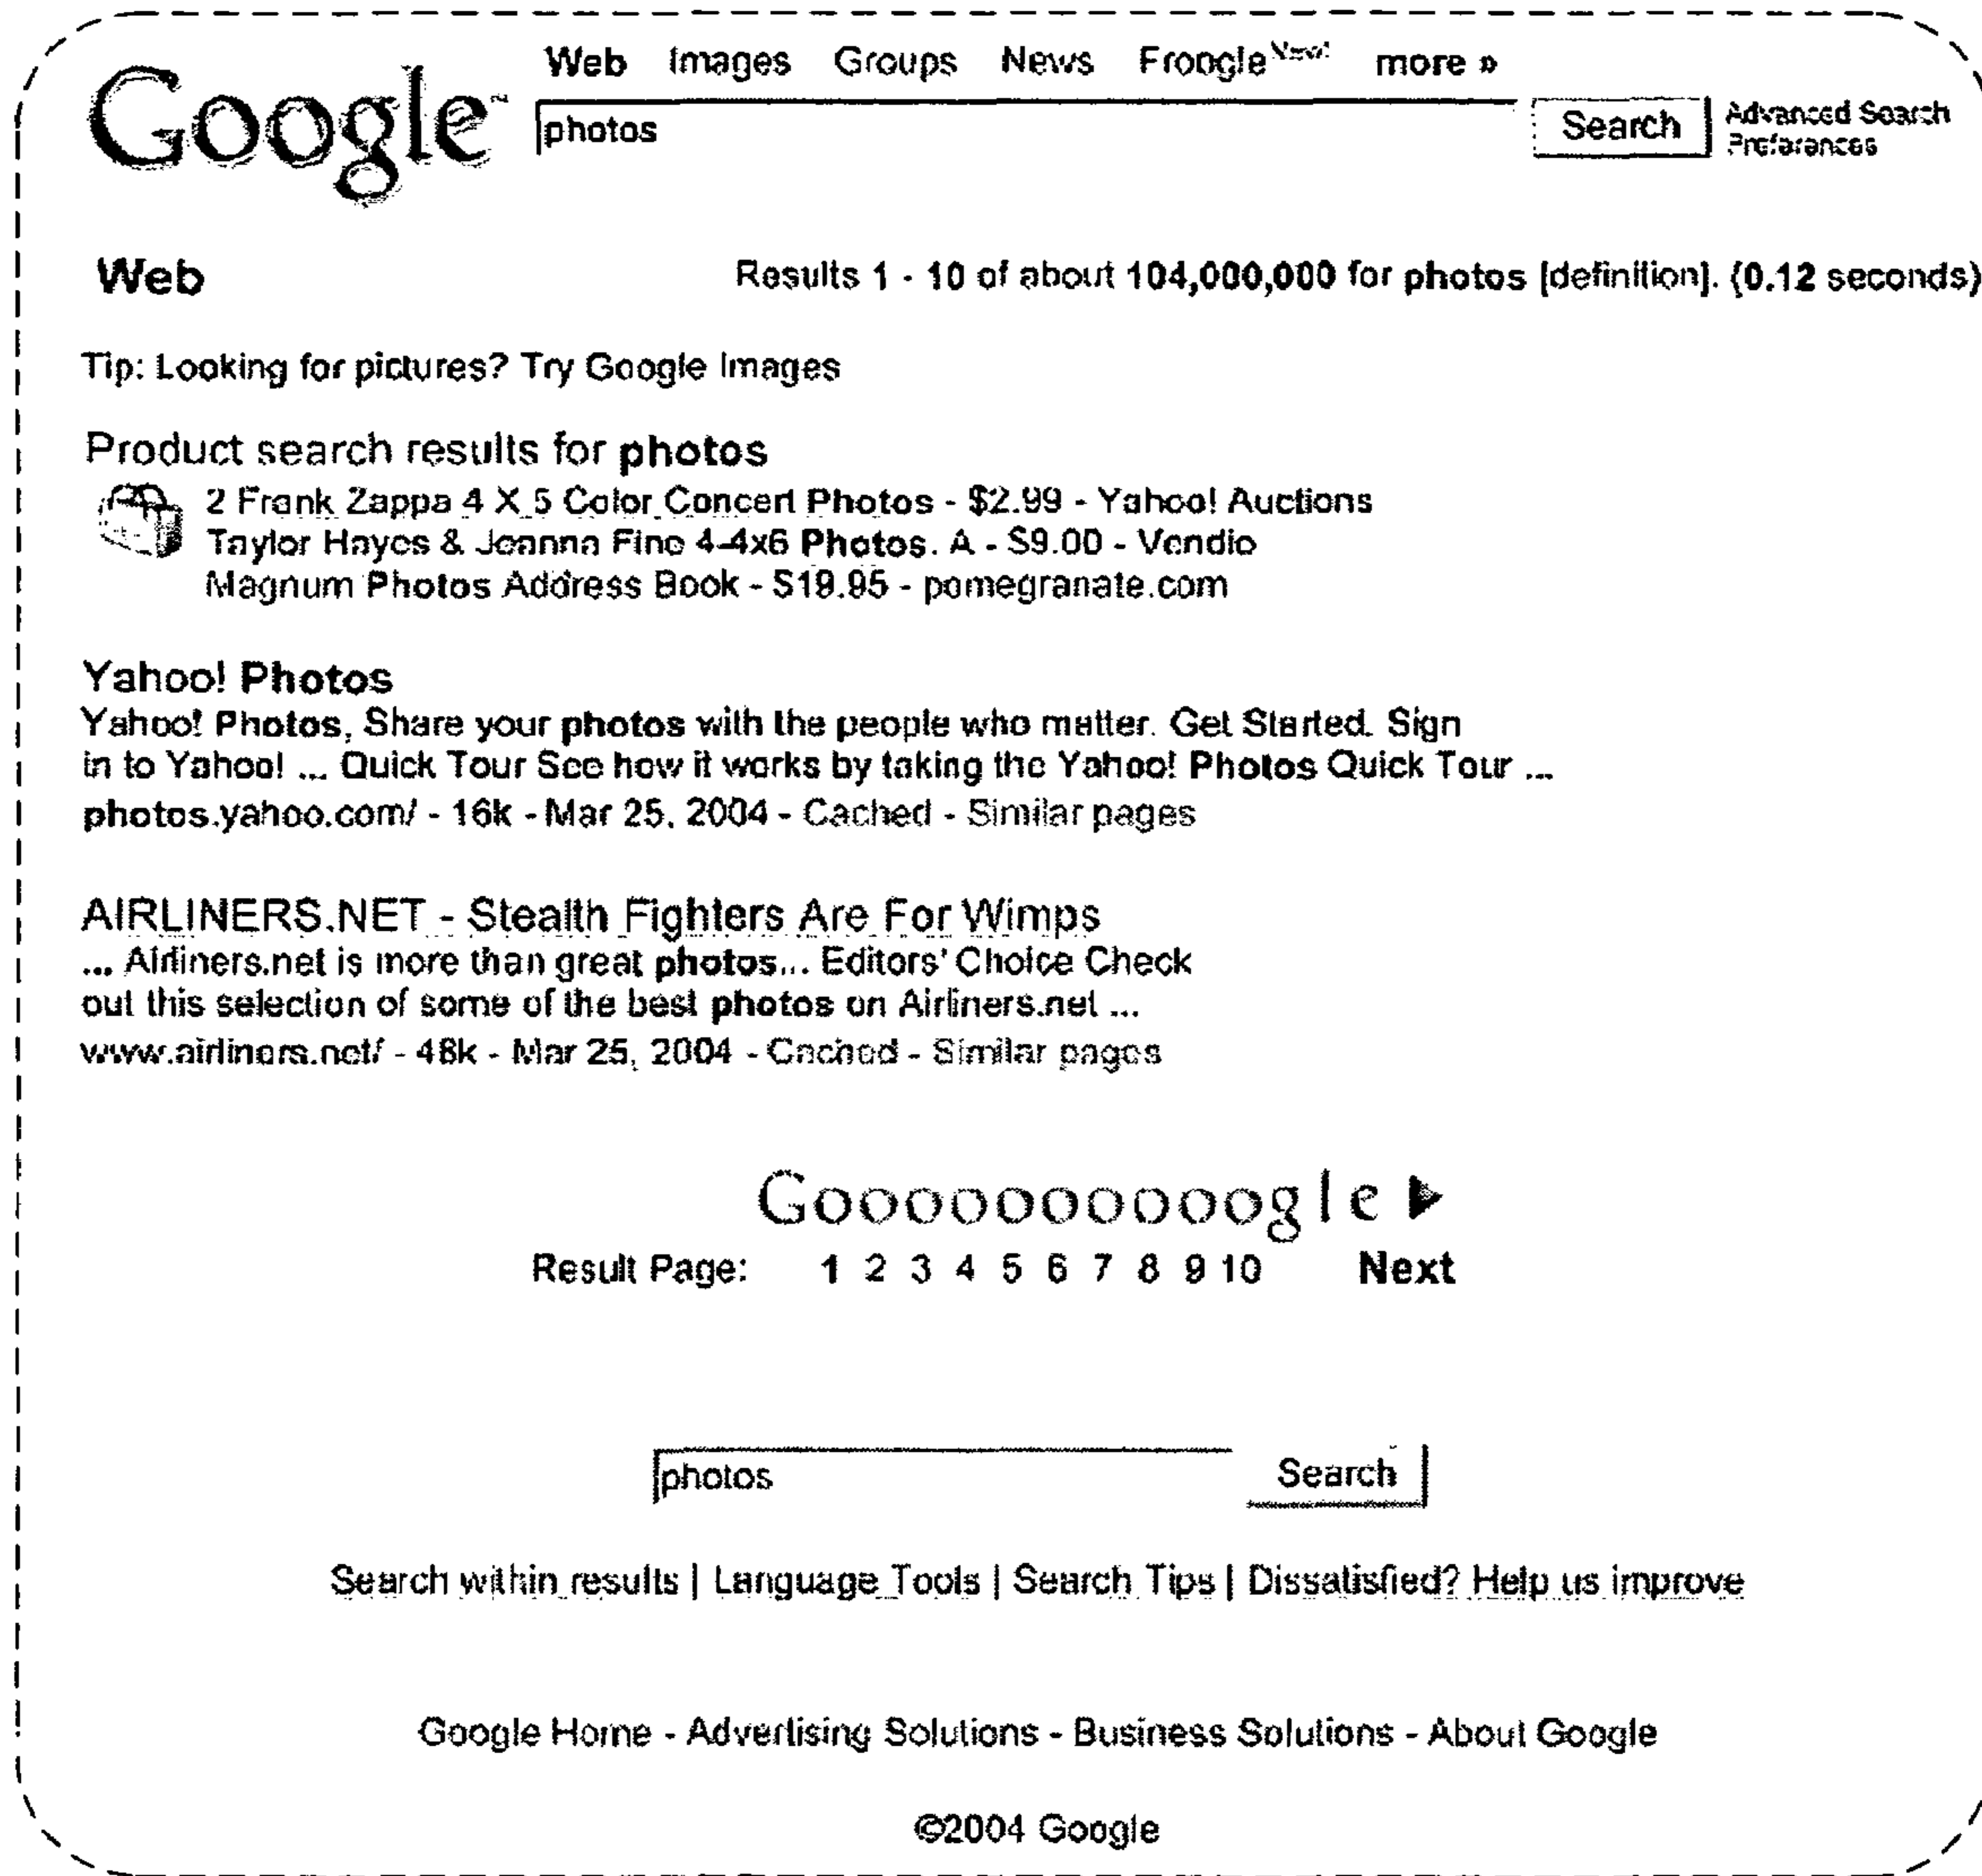 Web Images Groups News Froogle New! more »
Google™ photos Search Advanced Search
Preferences
Web Results 1 - 10 of about 104,000,000 for photos [definition]. (0.12 seconds)
Tip: Looking for pictures? Try Google Images
Product search results for photos
2 Frank Zappa 4 X 5 Color Concert Photos - $2.99 - Yahoo! Auctions
Taylor Hayes & Jeanna Fine 4-4x6 Photos. A - $9.00 - Vendio
Magnum Photos Address Book - $19.95 - pomegranate.com
Yahoo! Photos
Yahoo! Photos, Share your photos with the people who matter. Get Started. Sign
in to Yahoo! ... Quick Tour See how it works by taking the Yahoo! Photos Quick Tour ...
photos.yahoo.com/ - 16k - Mar 25, 2004 - Cached - Similar pages
AIRLINERS.NET - Stealth Fighters Are For Wimps
... Airliners.net is more than great photos... Editors' Choice Check
out this selection of some of the best photos on Airliners.net ...
www.airliners.net/ - 48k - Mar 25, 2004 - Cached - Similar pages
Goooooooooogle
Result Page: 1 2 3 4 5 6 7 8 9 10 Next
photos Search
Search within results | Language Tools | Search Tips | Dissatisfied? Help us improve
Google Home - Advertising Solutions - Business Solutions - About Google
©2004 Google